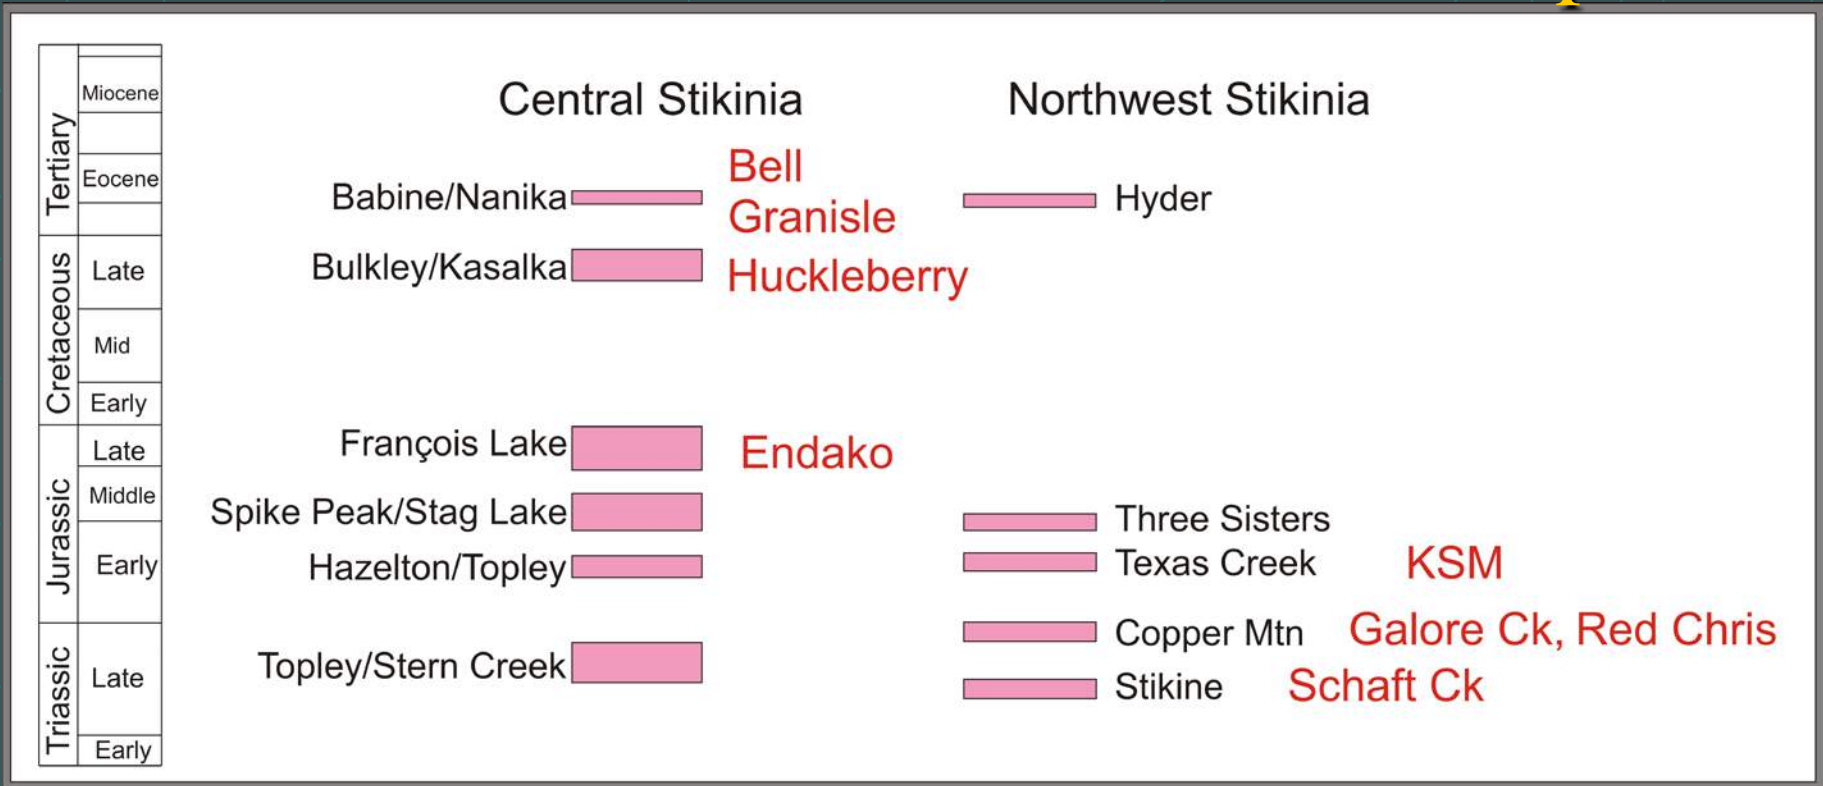 Central Stikinia
Northwest Stikinia
Tertiary
Miocene
Eocene
Cretaceous
Late
Mid
Early
Jurassic
Late
Middle
Early
Triassic
Late
Early
Babine/Nanika
Bell
Granisle
Bulkley/Kasalka
Huckleberry
François Lake
Endako
Spike Peak/Stag Lake
Hazelton/Topley
Topley/Stern Creek
Hyder
Three Sisters
Texas Creek KSM
Copper Mtn Galore Ck, Red Chris
Stikine Schaft Ck